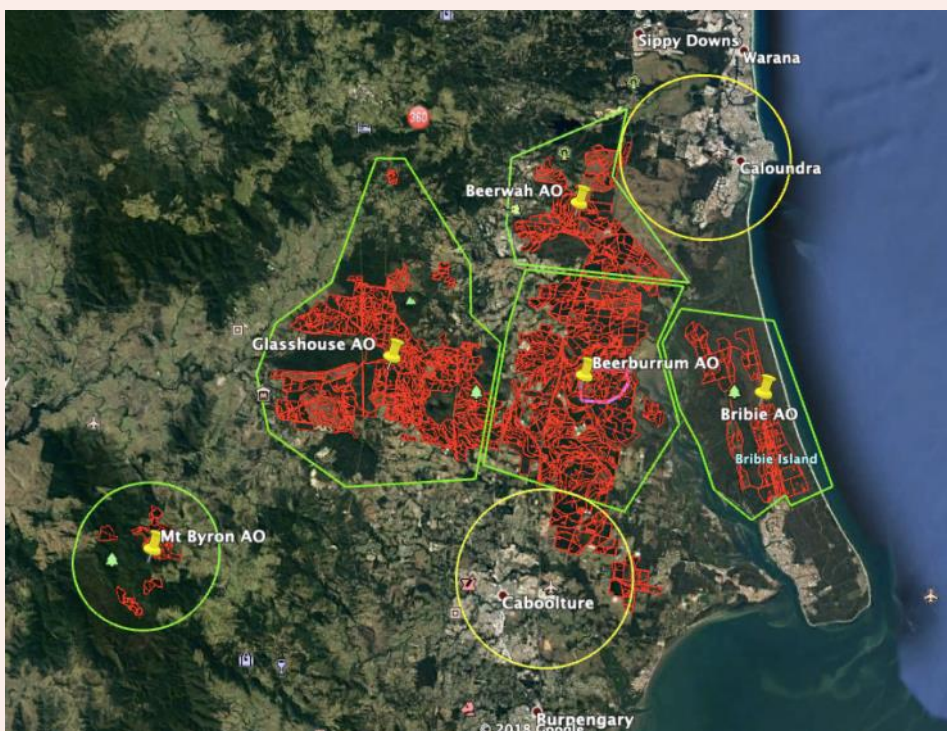 Sippy Downs
Warana
360
Caloundra
Beerwah AO
Glasshouse AO
Beerburrum AO
Bribie AO
Bribie Island
Mt Byron AO
Caboolture
Burpengary
© 2018 Google